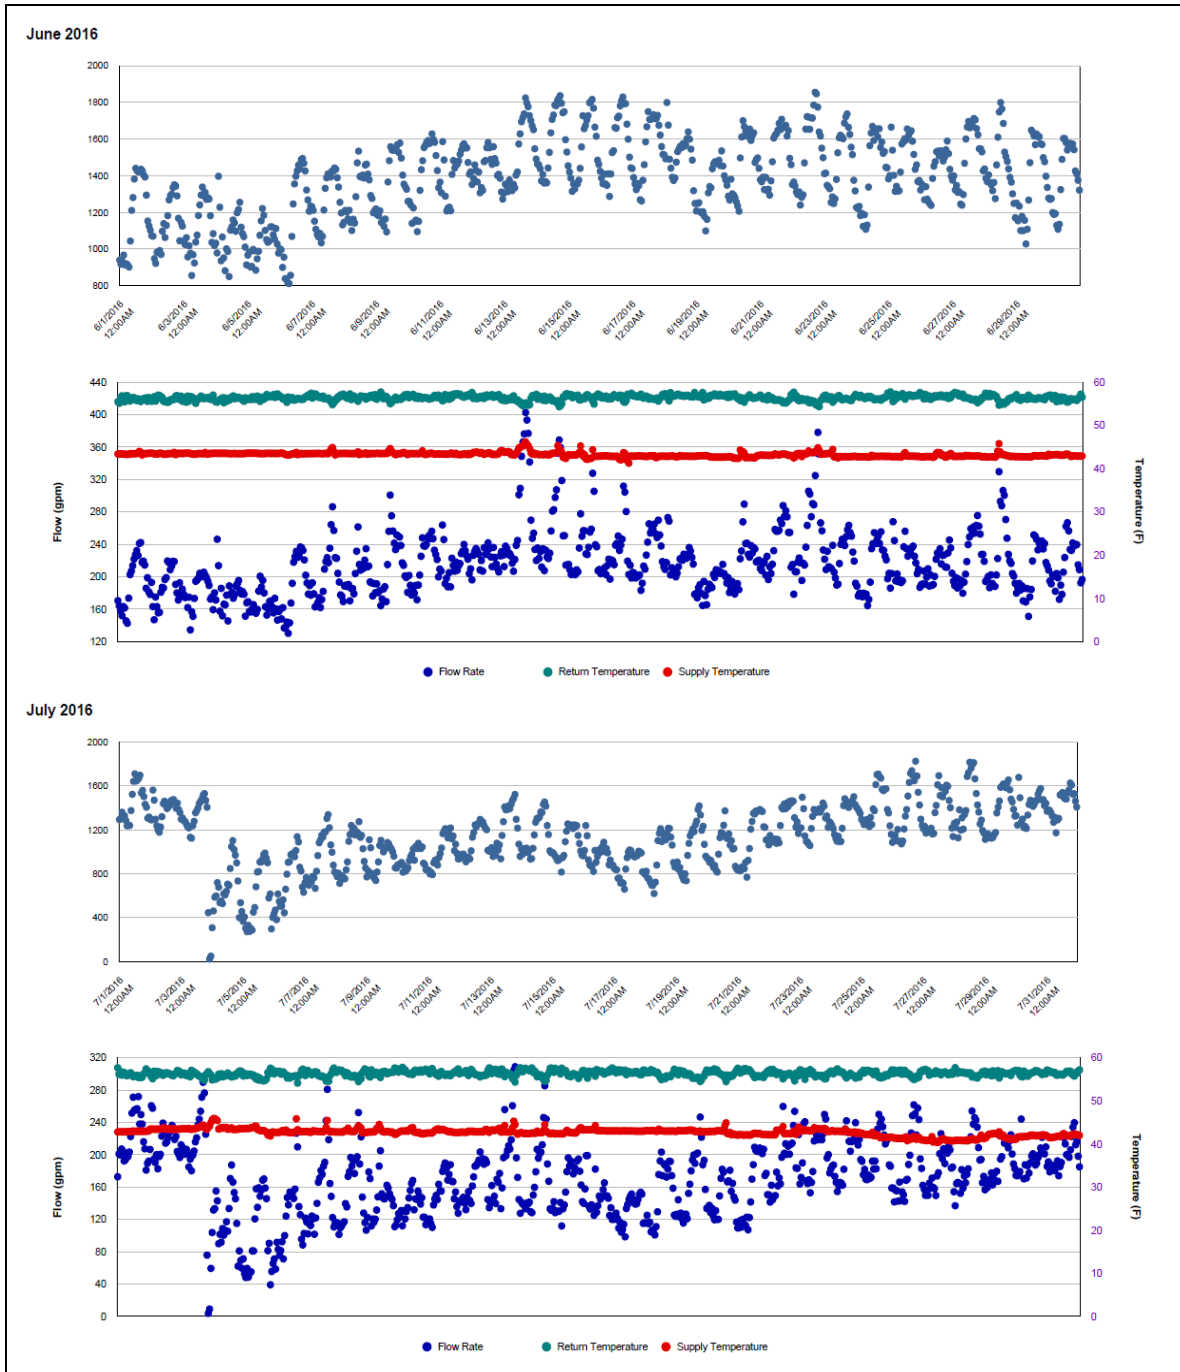 June 2016
2000
1800
1600
1400
1200
1000
800
6/1/2016 12:00AM
6/3/2016 12:00AM
6/5/2016 12:00AM
6/7/2016 12:00AM
6/9/2016 12:00AM
6/11/2016 12:00AM
6/13/2016 12:00AM
6/15/2016 12:00AM
6/17/2016 12:00AM
6/19/2016 12:00AM
6/21/2016 12:00AM
6/23/2016 12:00AM
6/25/2016 12:00AM
6/27/2016 12:00AM
6/29/2016 12:00AM
Flow (gpm)
440
400
360
320
280
240
200
160
120
60
50
40
30
20
10
0
Temperature (F)
Flow Rate Return Temperature Supply Temperature
July 2016
2000
1600
1200
800
400
0
7/1/2016 12:00AM
7/3/2016 12:00AM
7/5/2016 12:00AM
7/7/2016 12:00AM
7/9/2016 12:00AM
7/11/2016 12:00AM
7/13/2016 12:00AM
7/15/2016 12:00AM
7/17/2016 12:00AM
7/19/2016 12:00AM
7/21/2016 12:00AM
7/23/2016 12:00AM
7/25/2016 12:00AM
7/27/2016 12:00AM
7/29/2016 12:00AM
7/31/2016 12:00AM
Flow (gpm)
320
280
240
200
160
120
80
40
0
60
50
40
30
20
10
0
Temperature (F)
Flow Rate Return Temperature Supply Temperature